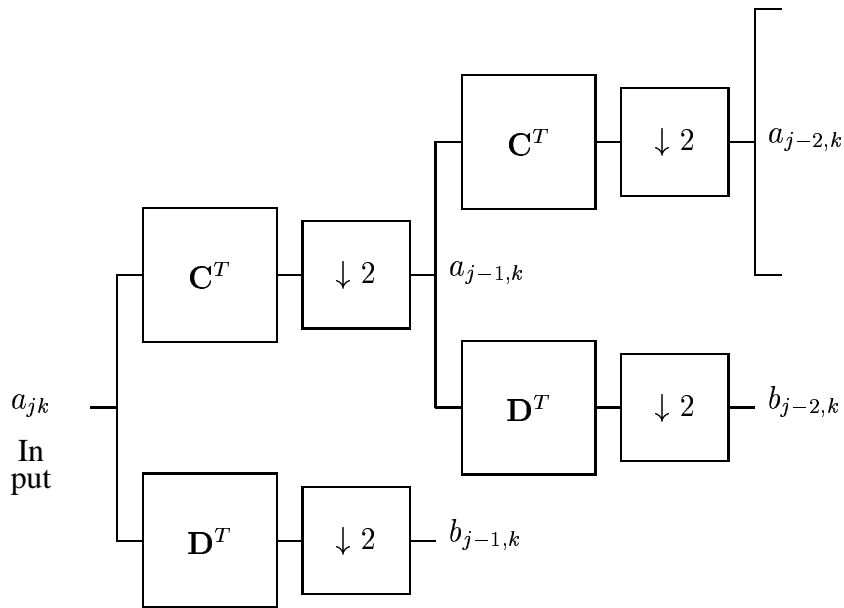 C^T
↓ 2
a_{j−2,k}
C^T
↓ 2
a_{j−1,k}
a_{jk}
In
put
D^T
↓ 2
b_{j−2,k}
D^T
↓ 2
b_{j−1,k}